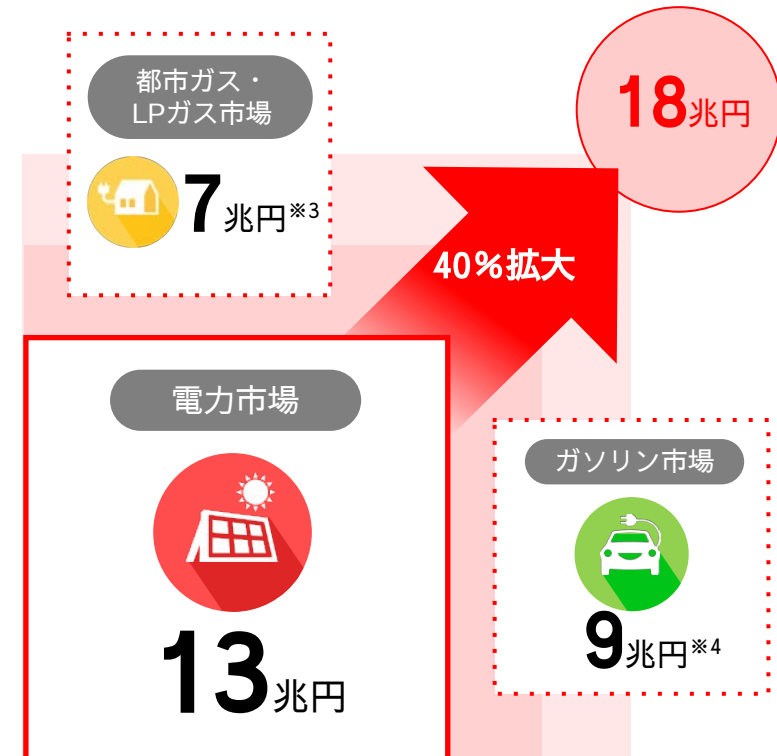 都市ガス・
LPガス市場
7兆円※3
18兆円
40%拡大
電力市場
13兆円
ガソリン市場
9兆円※4